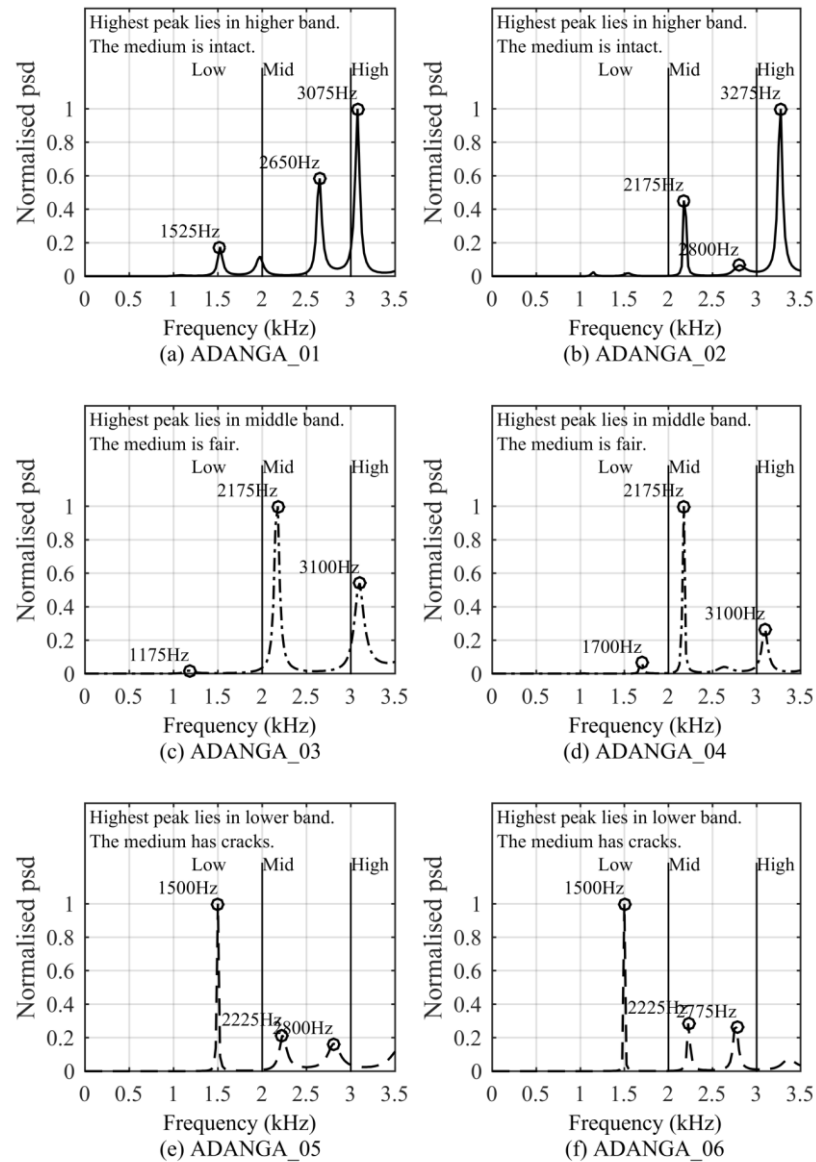 Highest peak lies in higher band.
The medium is intact.
Low Mid High
3075Hz
2650Hz
1525Hz
Normalised psd
1
0.8
0.6
0.4
0.2
0
0 0.5 1 1.5 2 2.5 3 3.5
Frequency (kHz)
(a) ADANGA_01
Highest peak lies in higher band.
The medium is intact.
Low Mid High
3275Hz
2175Hz
2800Hz
Normalised psd
1
0.8
0.6
0.4
0.2
0
0 0.5 1 1.5 2 2.5 3 3.5
Frequency (kHz)
(b) ADANGA_02
Highest peak lies in middle band.
The medium is fair.
Low Mid High
2175Hz
3100Hz
1175Hz
Normalised psd
1
0.8
0.6
0.4
0.2
0
0 0.5 1 1.5 2 2.5 3 3.5
Frequency (kHz)
(c) ADANGA_03
Highest peak lies in middle band.
The medium is fair.
Low Mid High
2175Hz
3100Hz
1700Hz
Normalised psd
1
0.8
0.6
0.4
0.2
0
0 0.5 1 1.5 2 2.5 3 3.5
Frequency (kHz)
(d) ADANGA_04
Highest peak lies in lower band.
The medium has cracks.
Low Mid High
1500Hz
2225Hz
2800Hz
Normalised psd
1
0.8
0.6
0.4
0.2
0
0 0.5 1 1.5 2 2.5 3 3.5
Frequency (kHz)
(e) ADANGA_05
Highest peak lies in lower band.
The medium has cracks.
Low Mid High
1500Hz
2225Hz
2775Hz
Normalised psd
1
0.8
0.6
0.4
0.2
0
0 0.5 1 1.5 2 2.5 3 3.5
Frequency (kHz)
(f) ADANGA_06